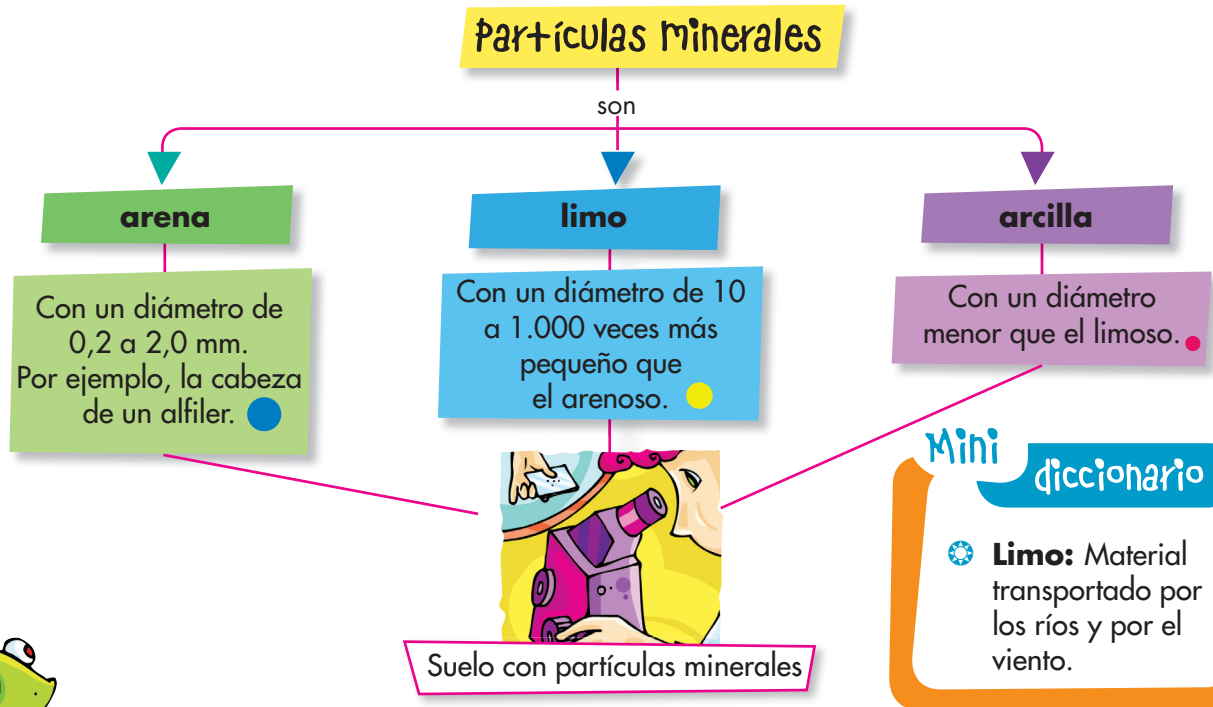 Partículas minerales
son
arena
Con un diámetro de
0,2 a 2,0 mm.
Por ejemplo, la cabeza
de un alfiler.
limo
Con un diámetro de 10
a 1.000 veces más
pequeño que
el arenoso.
arcilla
Con un diámetro
menor que el limoso.
Suelo con partículas minerales
Mini
diccionario
Limo: Material
transportado por
los ríos y por el
viento.